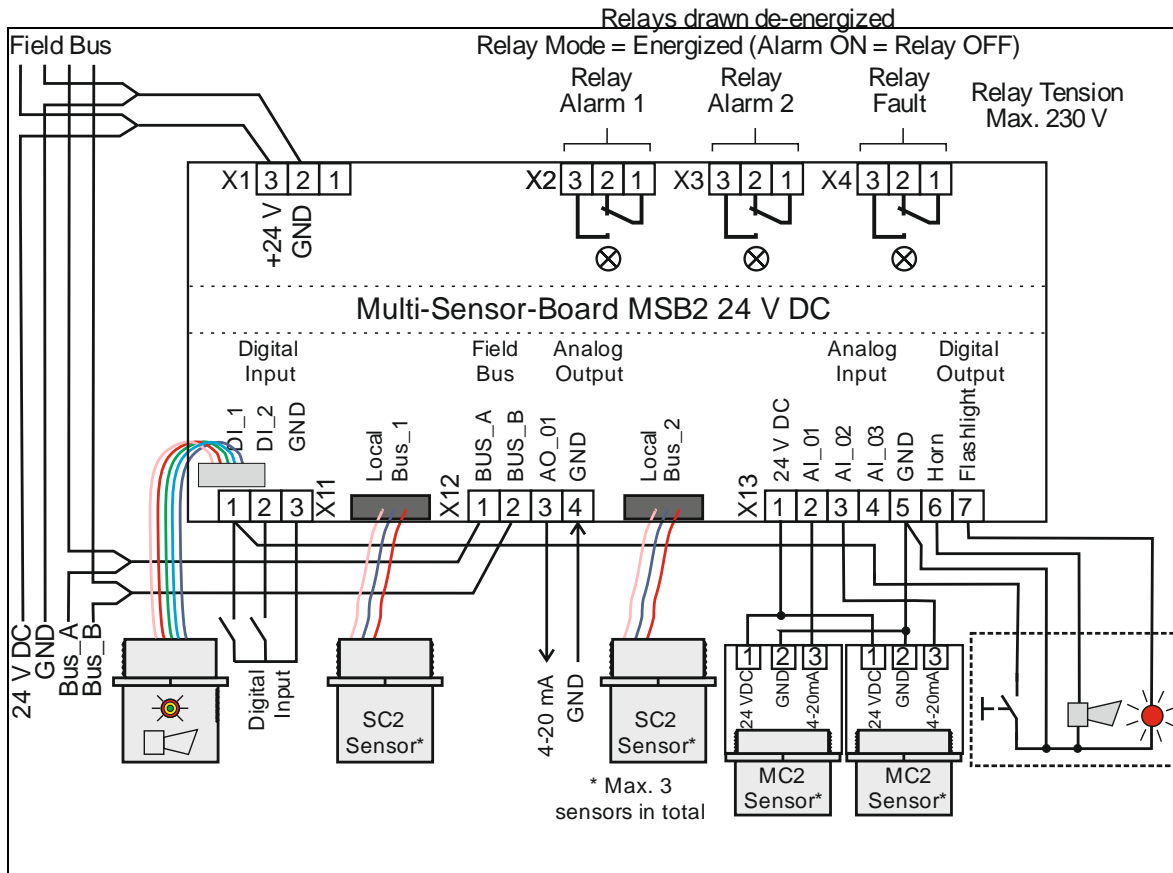 Relays drawn de-energized
Field Bus
Relay Mode = Energized (Alarm ON = Relay OFF)
Relay
Alarm 1
Relay
Alarm 2
Relay
Fault
Relay Tension
Max. 230 V
X1 3 2 1
X2 3 2 1
X3 3 2 1
X4 3 2 1
+24 V
GND
Multi-Sensor-Board MSB2 24 V DC
Digital
Input
Field
Bus
Analog
Output
Analog
Input
Digital
Output
DI_1
DI_2
GND
Local
Bus_1
BUS_A
BUS_B
AO_01
GND
Local
Bus_2
24 V DC
AI_01
AI_02
AI_03
GND
Horn
Flashlight
1 2 3 X11
X12 1 2 3 4
X13 1 2 3 4 5 6 7
24 V DC
GND
Bus_A
Bus_B
Digital
Input
SC2
Sensor*
4-20 mA
GND
SC2
Sensor*
* Max. 3
sensors in total
1 2 3
24 VDC
GND
4-20mA
MC2
Sensor*
1 2 3
24 VDC
GND
4-20mA
MC2
Sensor*